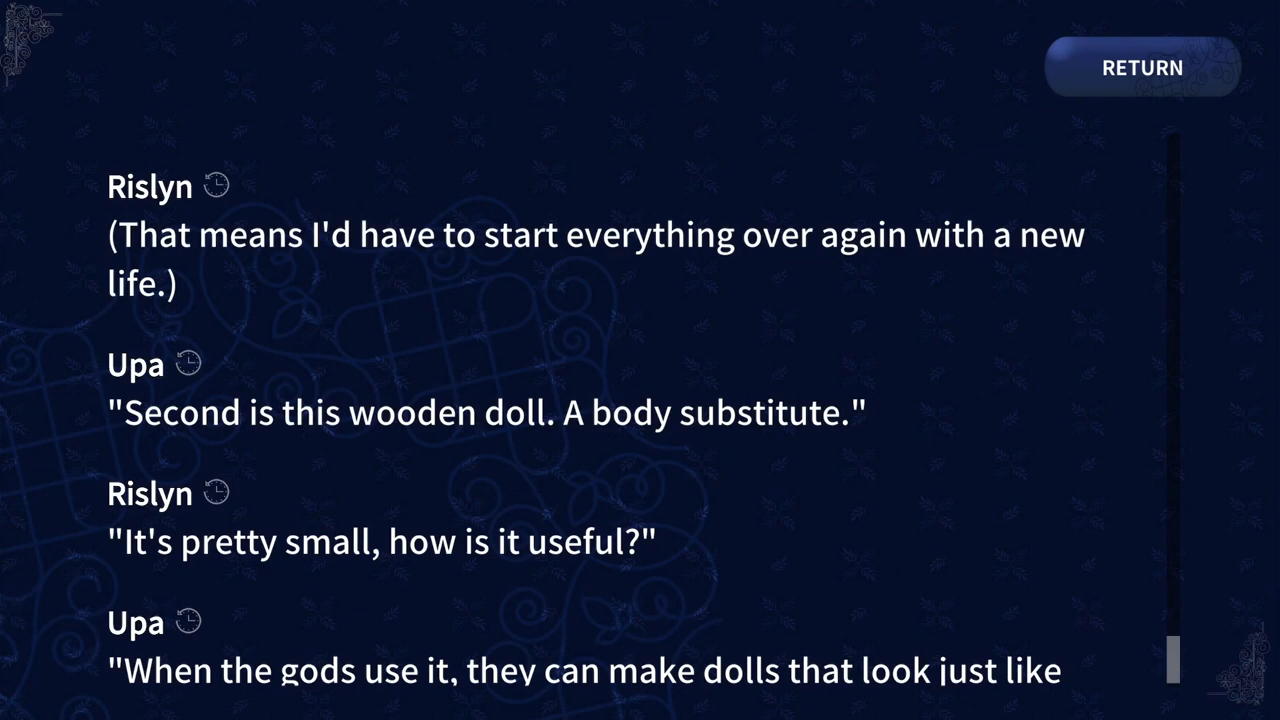 RETURN
Rislyn
(That means I'd have to start everything over again with a new
life.)
Upa
"Second is this wooden doll. A body substitute."
Rislyn
"It's pretty small, how is it useful?"
Upa
"When the gods use it, they can make dolls that look just like